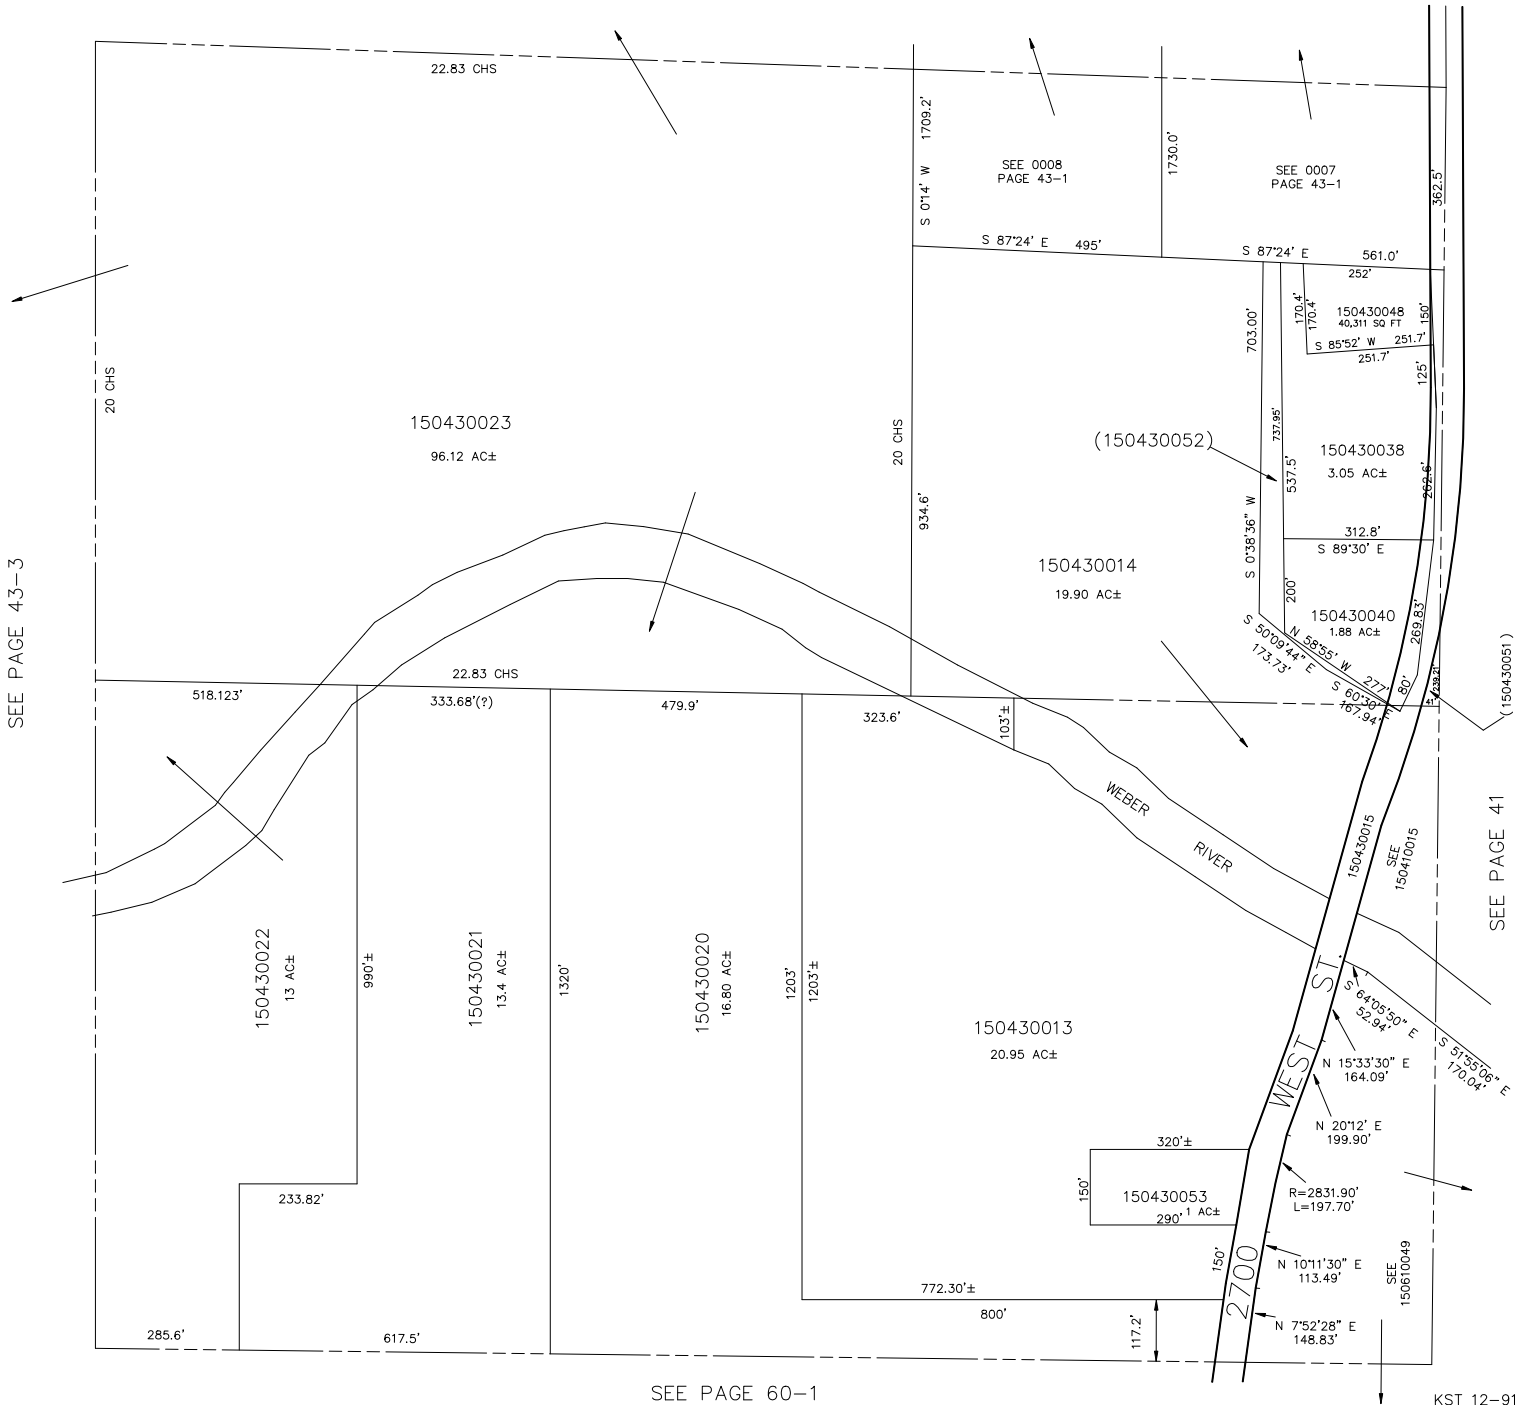 22.83 CHS
S 0°14' W 1709.2'
1730.0'
362.5'
SEE 0008
PAGE 43-1
SEE 0007
PAGE 43-1
S 87°24' E 495'
S 87°24' E 561.0'
252'
170.4'
170.4'
150430048
40,311 SQ FT
150'
S 85°52' W 251.7'
251.7'
125'
703.00'
20 CHS
150430023
96.12 AC±
20 CHS
934.6'
(150430052)
737.95'
537.5'
150430038
3.05 AC±
262.6'
312.8'
S 89°30' E
S 0°38'36" W
150430014
19.90 AC±
200'
150430040
1.88 AC±
269.83'
N 58°55' W 277'
S 50°09'44" E
173.73'
S 60°30' E
167.94'
80'
239.21'
41'
(150430051)
SEE PAGE 43-3
22.83 CHS
518.123'
333.68'(?)
479.9'
323.6'
103'±
WEBER RIVER
150430015
SEE
150410015
SEE PAGE 41
150430022
13 AC±
990'±
150430021
13.4 AC±
1320'
150430020
16.80 AC±
1203'
1203'±
150430013
20.95 AC±
S 64°05'50" E
52.94'
S 51°55'06" E
170.04'
N 15°33'30" E
164.09'
N 20°12' E
199.90'
320'±
150'
150430053
1 AC±
290'
R=2831.90'
L=197.70'
150'
2700 WEST ST.
N 10°11'30" E
113.49'
SEE
150610049
233.82'
772.30'±
800'
117.2'
N 7°52'28" E
148.83'
285.6'
617.5'
SEE PAGE 60-1
KST 12-91